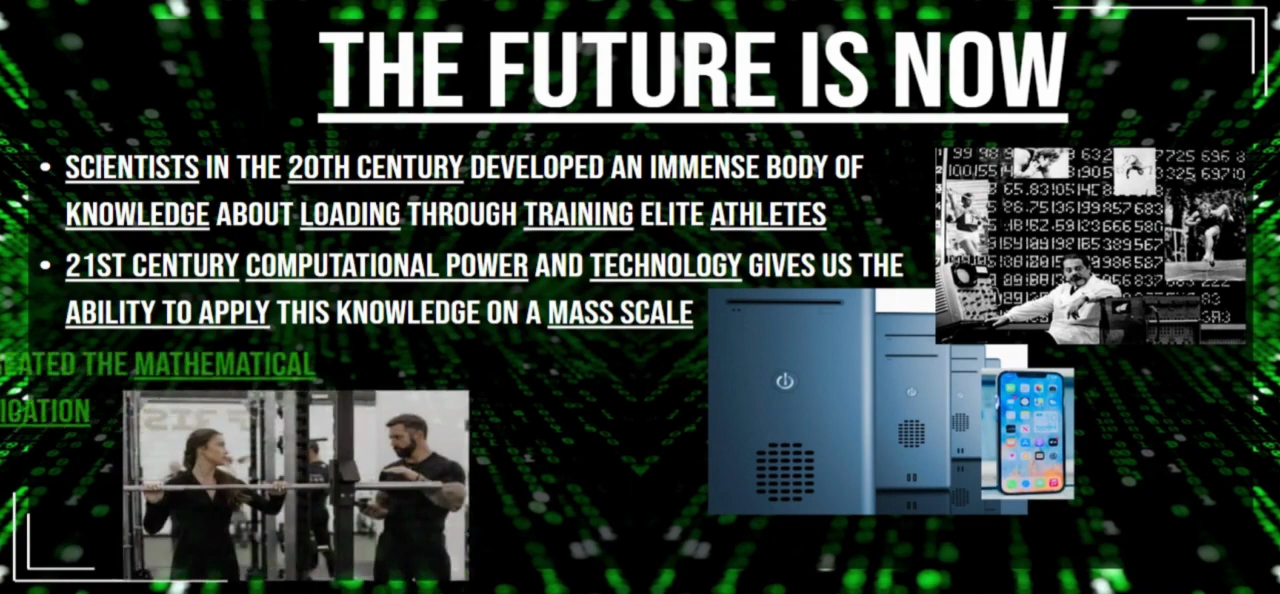 THE FUTURE IS NOW
• SCIENTISTS IN THE 20TH CENTURY DEVELOPED AN IMMENSE BODY OF
KNOWLEDGE ABOUT LOADING THROUGH TRAINING ELITE ATHLETES
• 21ST CENTURY COMPUTATIONAL POWER AND TECHNOLOGY GIVES US THE
ABILITY TO APPLY THIS KNOWLEDGE ON A MASS SCALE
EATED THE MATHEMATICAL
ICATION